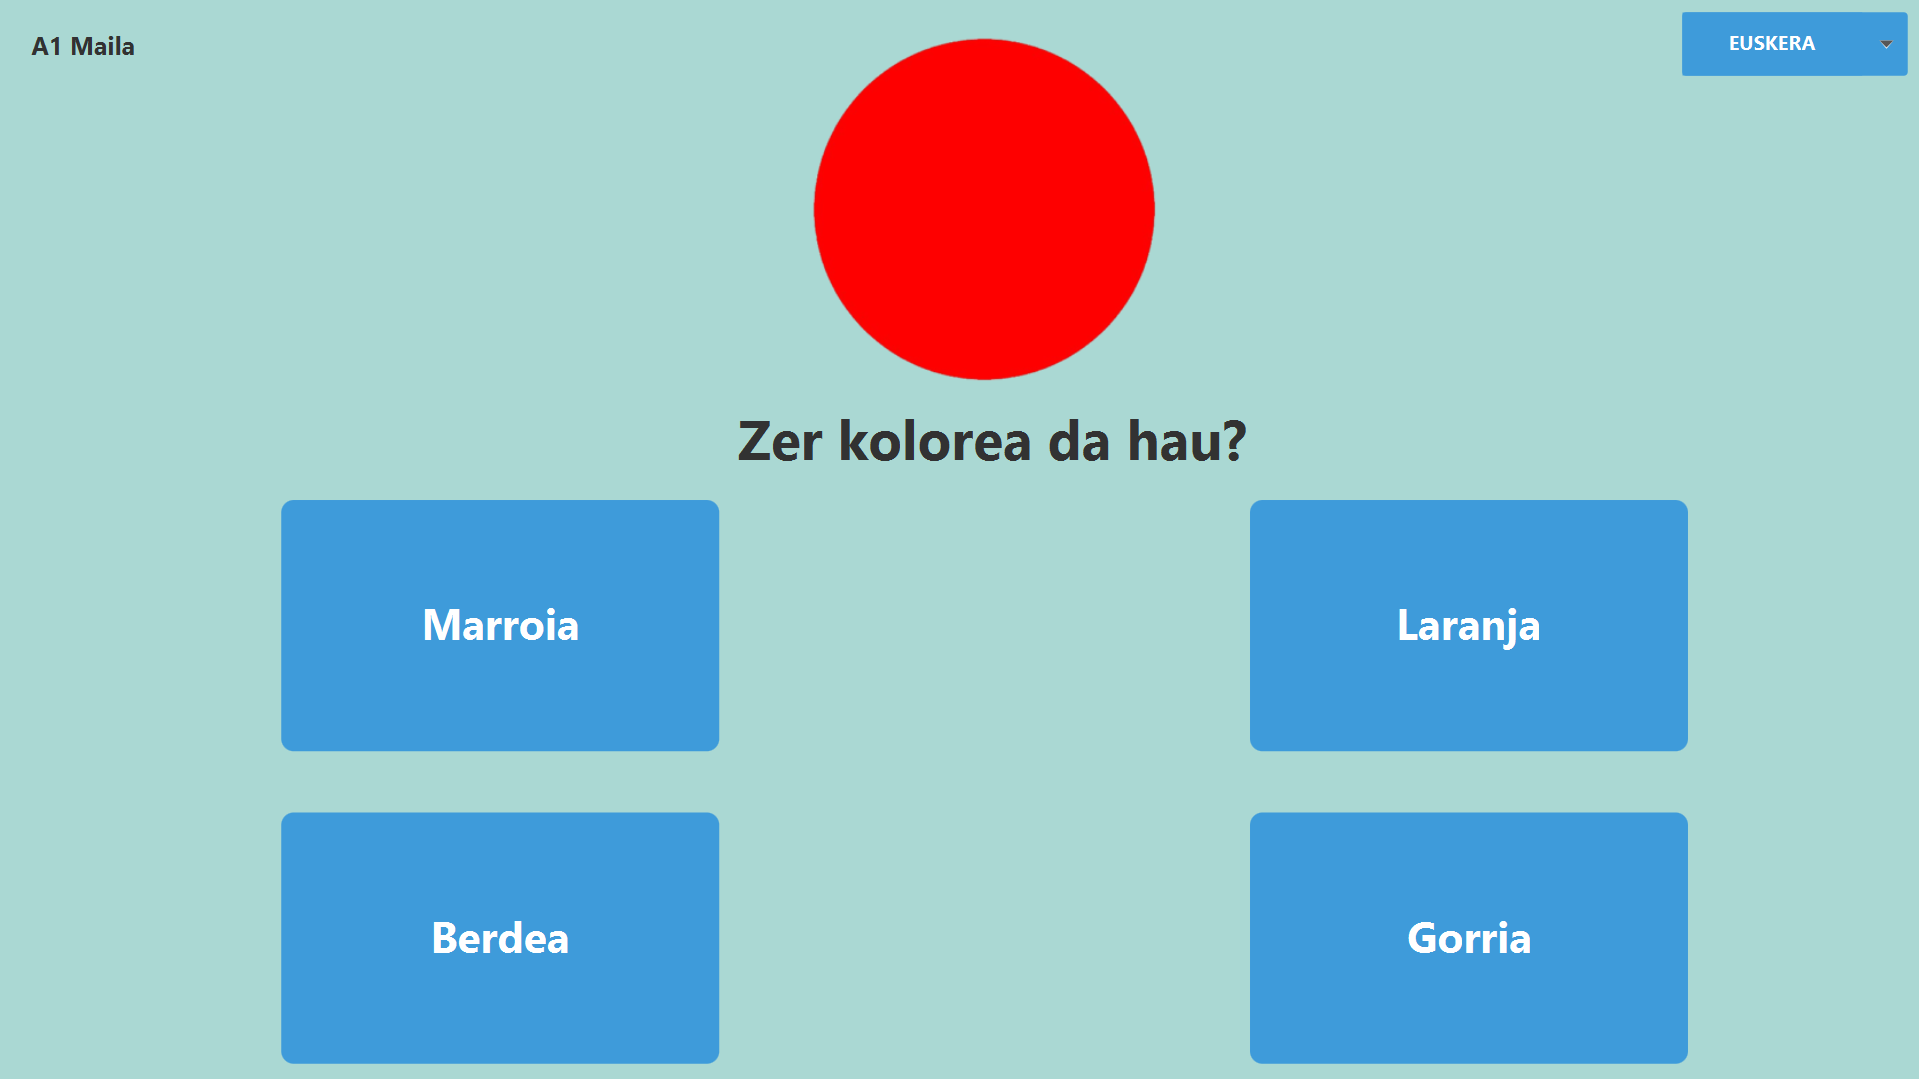 A1 Maila
EUSKERA
Zer kolorea da hau?
Marroia
Laranja
Berdea
Gorria